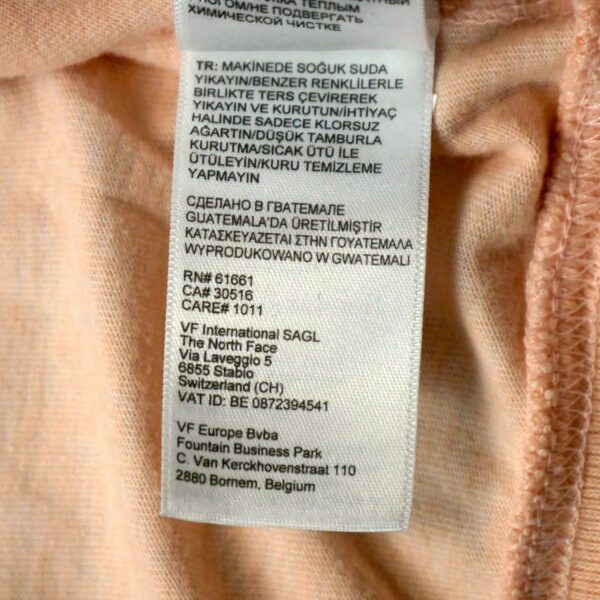 ПОГОМ/НЕ ПОДВЕРГАТЬ
ХИМИЧЕСКОЙ ЧИСТКЕ
TR: MAKİNEDE SOĞUK SUDA
YIKAYIN/BENZER RENKLİLERLE
BİRLİKTE TERS ÇEVİREREK
YIKAYIN VE KURUTUN/İHTİYAÇ
HALİNDE SADECE KLORSUZ
AĞARTIN/DÜŞÜK TAMBURLA
KURUTMA/SICAK ÜTÜ İLE
ÜTÜLEYİN/KURU TEMİZLEME
YAPMAYIN
СДЕЛАНО В ГВАТЕМАЛЕ
GUATEMALA'DA ÜRETİLMİŞTİR
ΚΑΤΑΣΚΕΥΑΖΕΤΑΙ ΣΤΗΝ ΓΟΥΑΤΕΜΑΛΑ
WYPRODUKOWANO W GWATEMALI
RN# 61661
CA# 30516
CARE# 1011
VF International SAGL
The North Face
Via Laveggio 5
6855 Stabio
Switzerland (CH)
VAT ID: BE 0872394541
VF Europe Bvba
Fountain Business Park
C. Van Kerckhovenstraat 110
2880 Bornem, Belgium